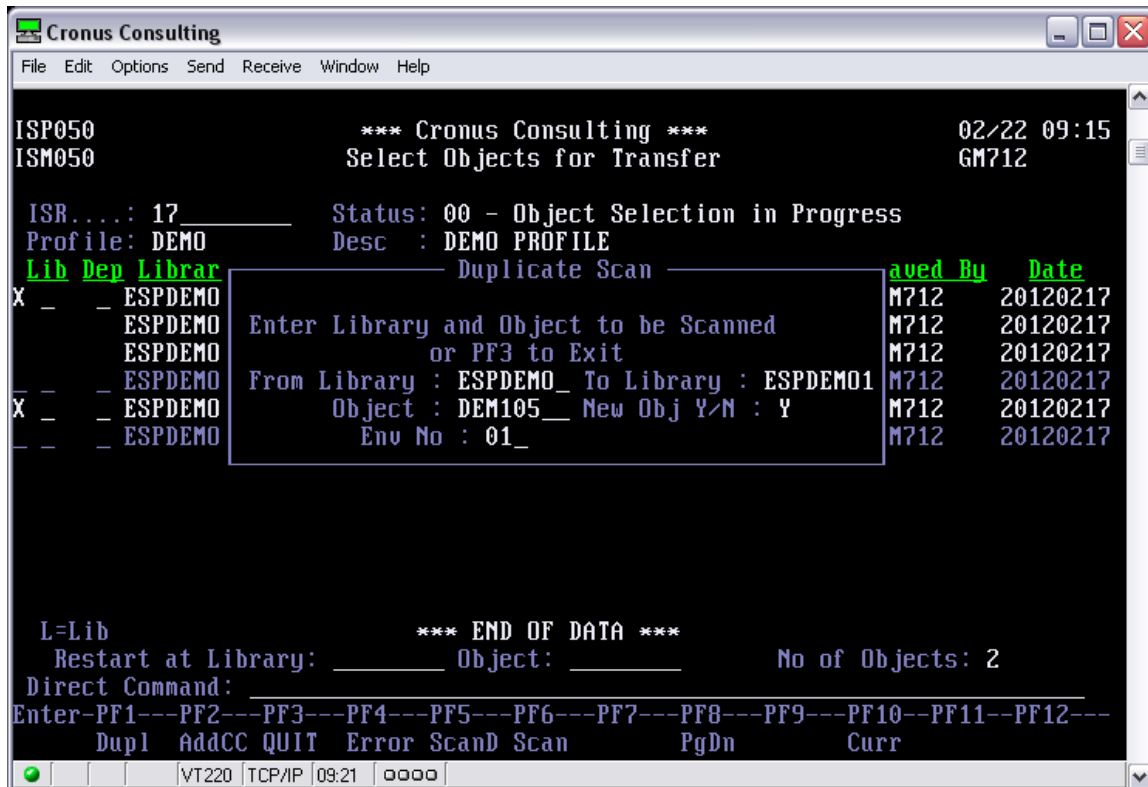 Cronus Consulting
File Edit Options Send Receive Window Help
ISP050 *** Cronus Consulting *** 02/22 09:15
ISM050 Select Objects for Transfer GM712
ISR....: 17_________ Status: 00 - Object Selection in Progress
Profile: DEMO Desc : DEMO PROFILE
Lib Dep Librar Duplicate Scan aved By Date
X _ _ ESPDEMO M712 20120217
ESPDEMO Enter Library and Object to be Scanned M712 20120217
ESPDEMO or PF3 to Exit M712 20120217
_ _ _ ESPDEMO From Library : ESPDEMO_ To Library : ESPDEMO1 M712 20120217
X _ _ ESPDEMO Object : DEM105__ New Obj Y/N : Y M712 20120217
_ _ _ ESPDEMO Env No : 01_ M712 20120217
L=Lib *** END OF DATA ***
Restart at Library: ________ Object: ________ No of Objects: 2
Direct Command: ____________________________________________________________
Enter-PF1---PF2---PF3---PF4---PF5---PF6---PF7---PF8---PF9---PF10--PF11--PF12---
Dupl AddCC QUIT Error ScanD Scan PgDn Curr
VT220 TCP/IP 09:21